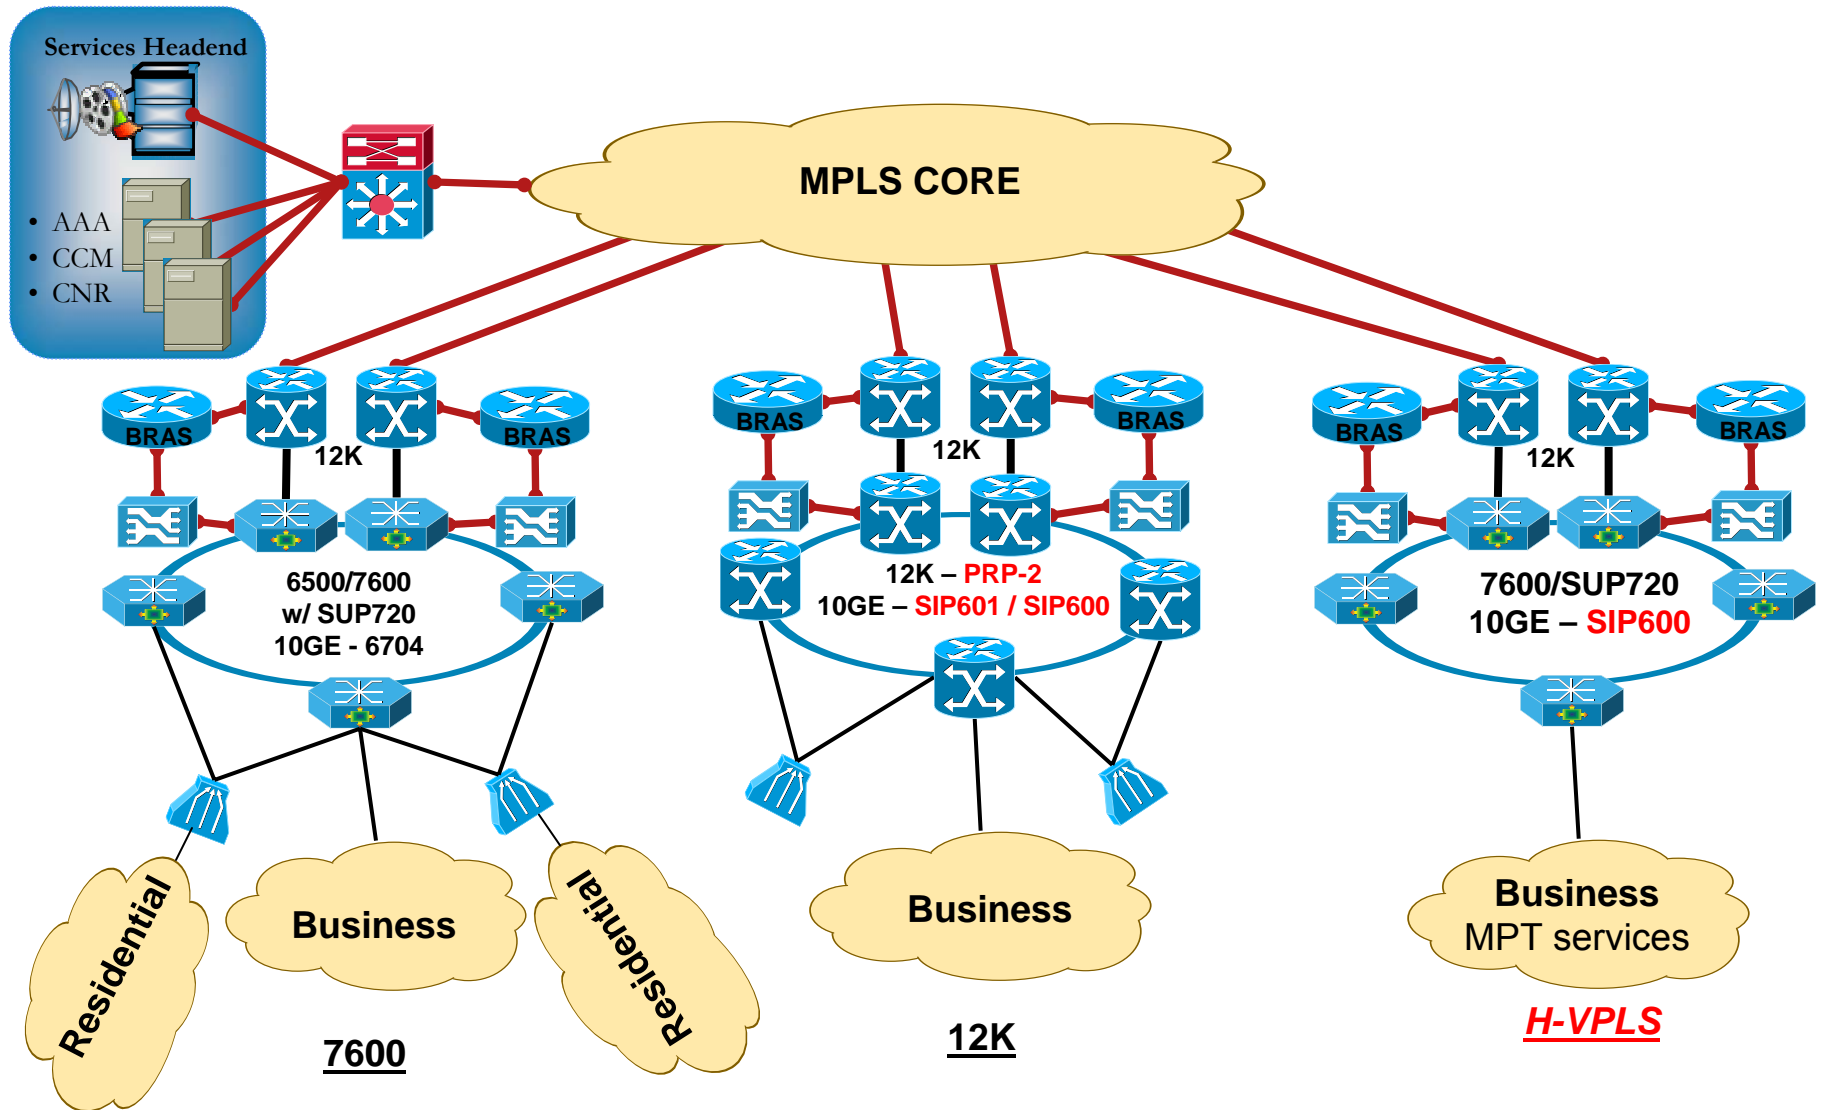 Services Headend
• AAA
• CCM
• CNR
MPLS CORE
BRAS
12K
BRAS
BRAS
12K
BRAS
BRAS
12K
BRAS
6500/7600
w/ SUP720
10GE - 6704
12K – PRP-2
10GE – SIP601 / SIP600
7600/SUP720
10GE – SIP600
Residential
Business
Residential
Business
Business
MPT services
7600
12K
H-VPLS